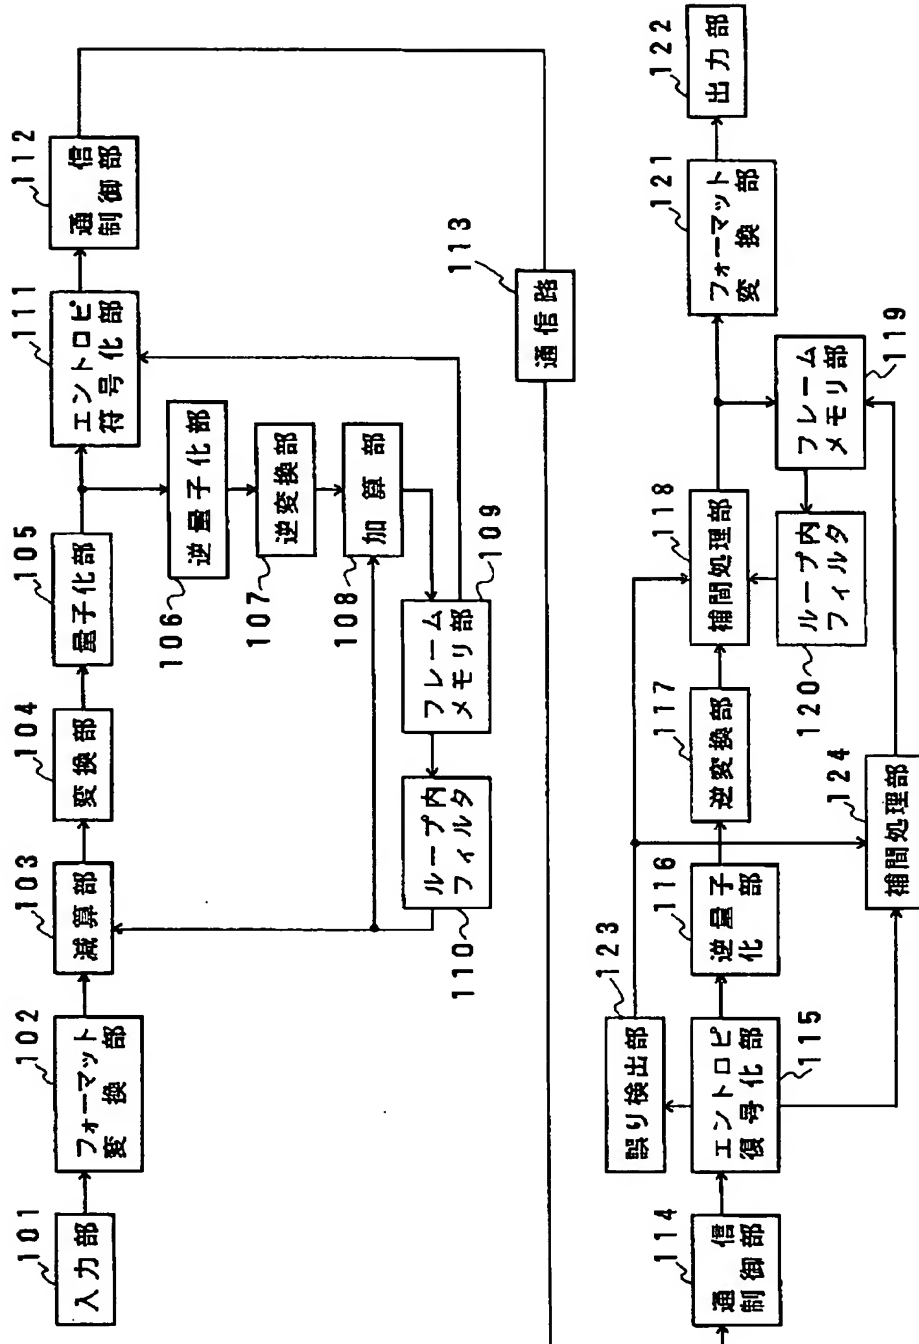 101
入力部
102
フォーマット
変換部
103
減算部
104
変換部
105
量子化部
106
逆量子化部
107
逆変換部
108
加算部
109
フレーム
メモリ部
110
ループ内
フィルタ
111
エントロピ
符号化部
112
通信
制御部
113
通信路
114
通信
制御部
115
エントロピ
復号化部
116
逆量子
化部
117
逆変換部
118
補間処理部
119
フレーム
メモリ部
120
ループ内
フィルタ
121
フォーマット
変換部
122
出力部
123
誤り検出部
124
補間処理部